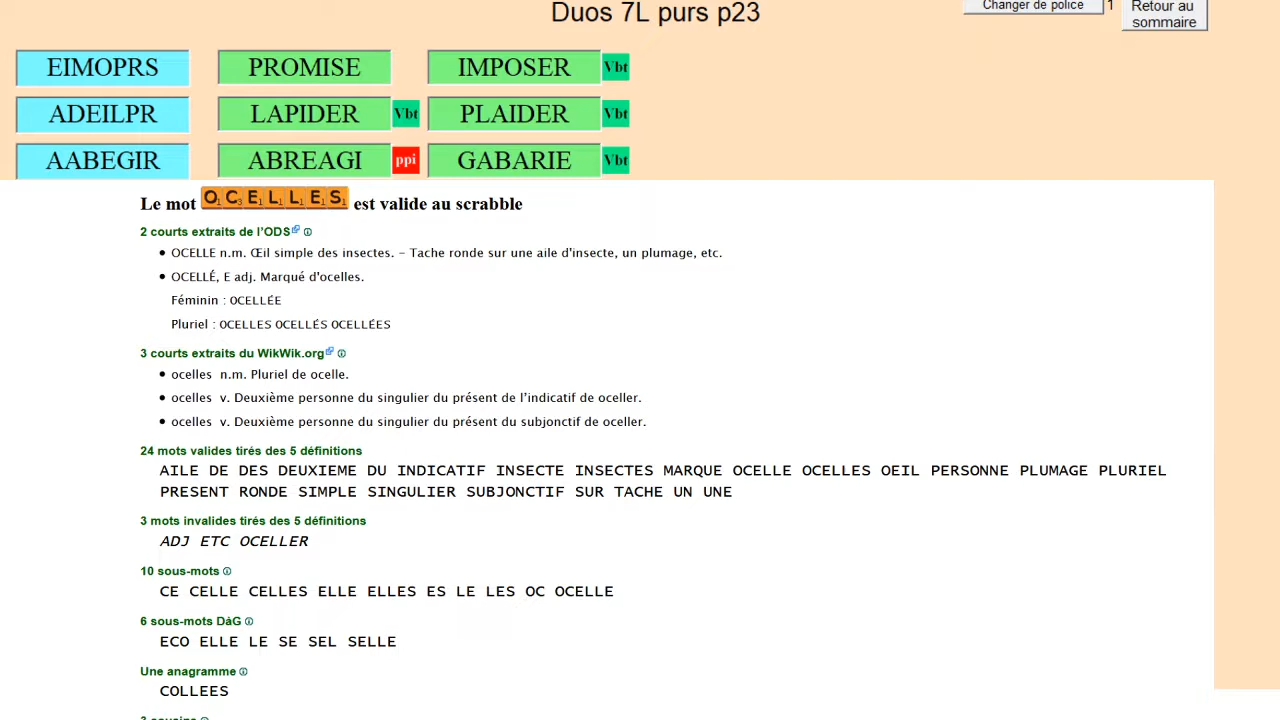 Duos 7L purs p23
Changer de police 1 Retour au sommaire
EIMOPRS PROMISE IMPOSER Vbt
ADEILPR LAPIDER Vbt PLAIDER Vbt
AABEGIR ABREAGI ppi GABARIE Vbt
Le mot O1 C3 E1 L1 L1 E1 S1 est valide au scrabble
2 courts extraits de l'ODS
• OCELLE n.m. Œil simple des insectes. – Tache ronde sur une aile d'insecte, un plumage, etc.
• OCELLÉ, E adj. Marqué d'ocelles.
Féminin : OCELLÉE
Pluriel : OCELLES OCELLÉS OCELLÉES
3 courts extraits du WikWik.org
• ocelles n.m. Pluriel de ocelle.
• ocelles v. Deuxième personne du singulier du présent de l’indicatif de oceller.
• ocelles v. Deuxième personne du singulier du présent du subjonctif de oceller.
24 mots valides tirés des 5 définitions
AILE DE DES DEUXIEME DU INDICATIF INSECTE INSECTES MARQUE OCELLE OCELLES OEIL PERSONNE PLUMAGE PLURIEL
PRESENT RONDE SIMPLE SINGULIER SUBJONCTIF SUR TACHE UN UNE
3 mots invalides tirés des 5 définitions
ADJ ETC OCELLER
10 sous-mots
CE CELLE CELLES ELLE ELLES ES LE LES OC OCELLE
6 sous-mots DàG
ECO ELLE LE SE SEL SELLE
Une anagramme
COLLEES